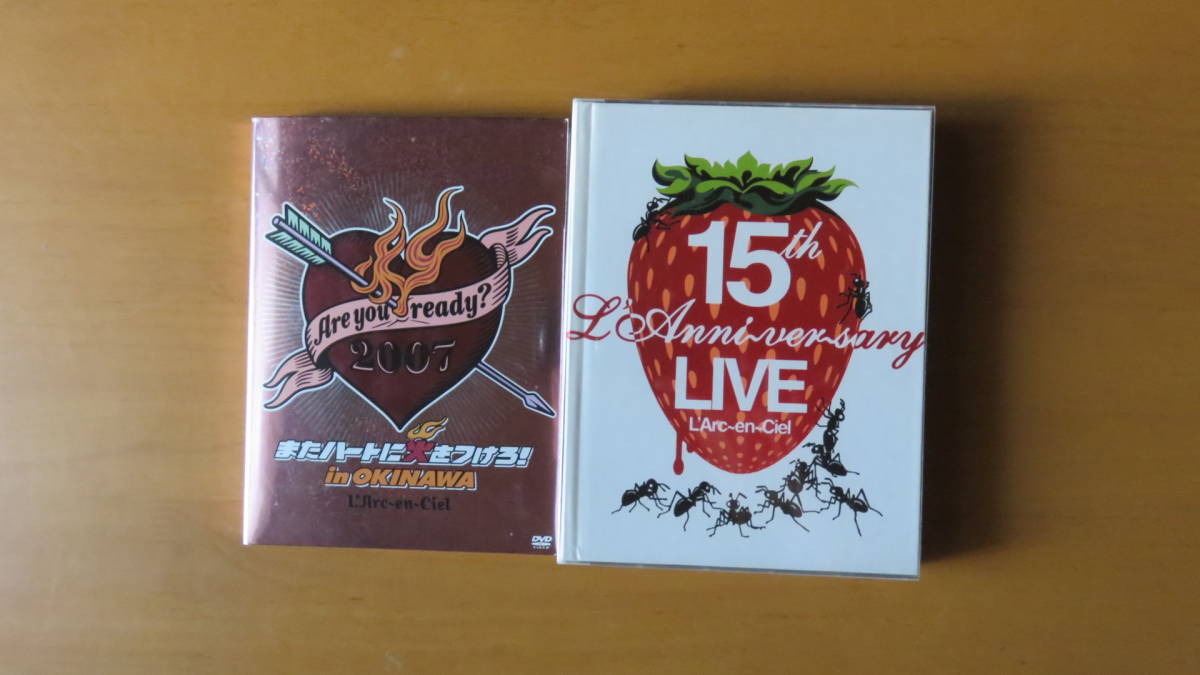 Are you ready?
2007
またハートに火をつけろ!
in OKINAWA
L'Arc~en~Ciel
DVD
VIDEO
15th
L'Anniversary
LIVE
L'Arc~en~Ciel